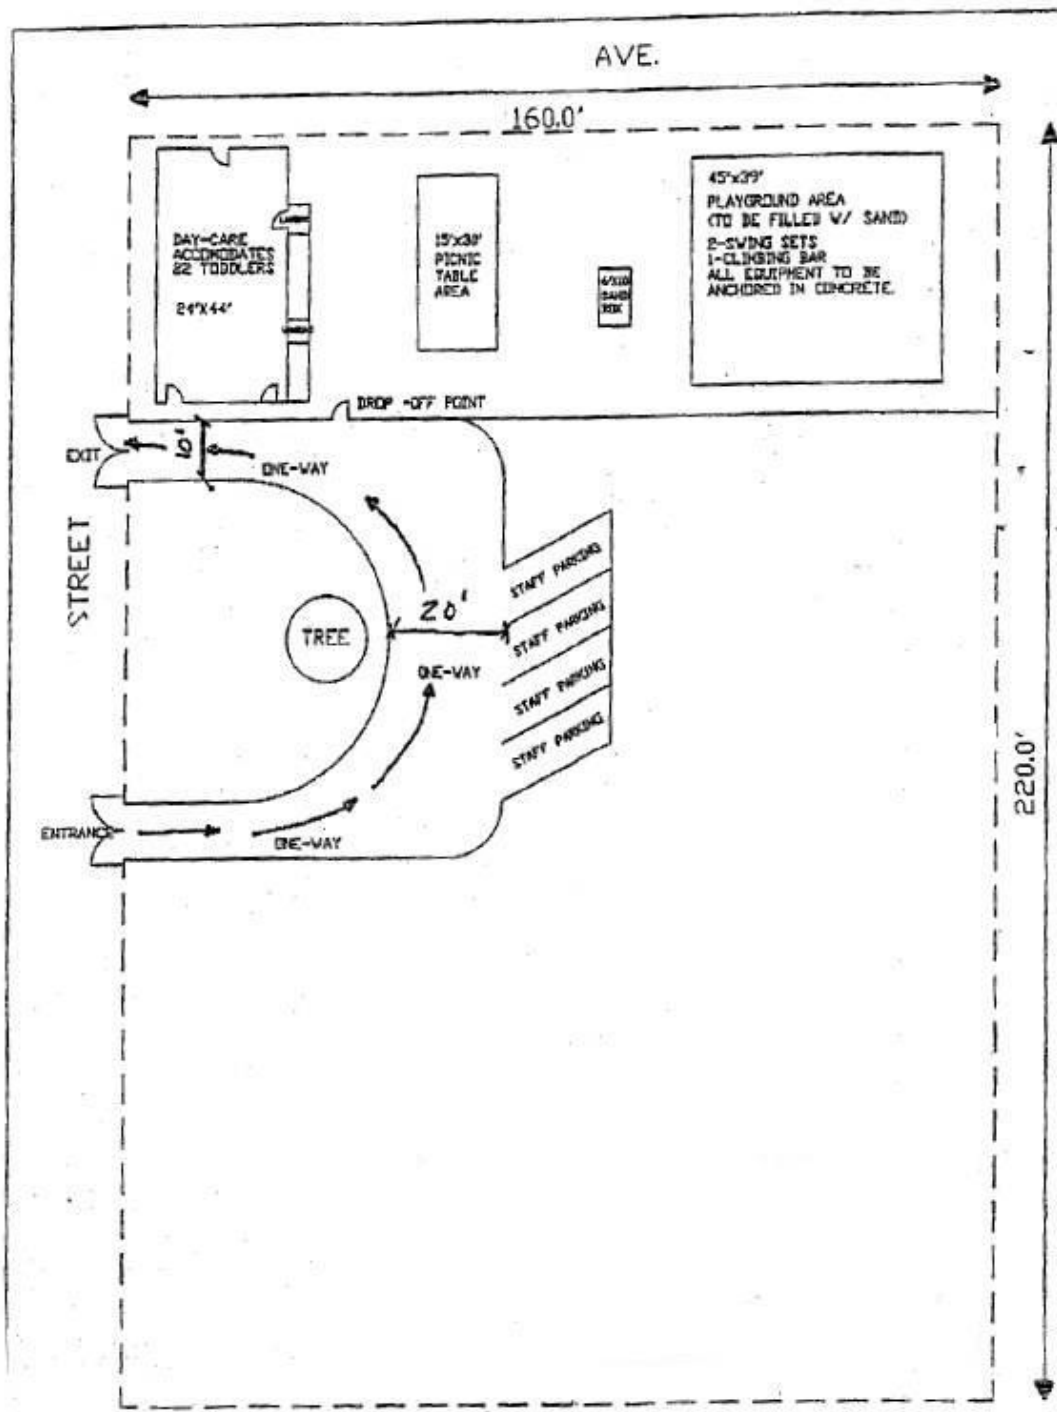 AVE.
160.0'
45'x39'
PLAYGROUND AREA
(TO BE FILLED W/ SAND)
2-SWING SETS
1-CLIMBING BAR
ALL EQUIPMENT TO BE
ANCHORED IN CONCRETE.
15'x30'
PICNIC
TABLE
AREA
SAND
BOX
DAY-CARE
ACCOMODATES
22 TODDLERS
24'X44'
DROP-OFF POINT
EXIT
10'
ONE-WAY
STREET
TREE
20'
ONE-WAY
STAFF PARKING
STAFF PARKING
STAFF PARKING
STAFF PARKING
220.0'
ENTRANCE
ONE-WAY